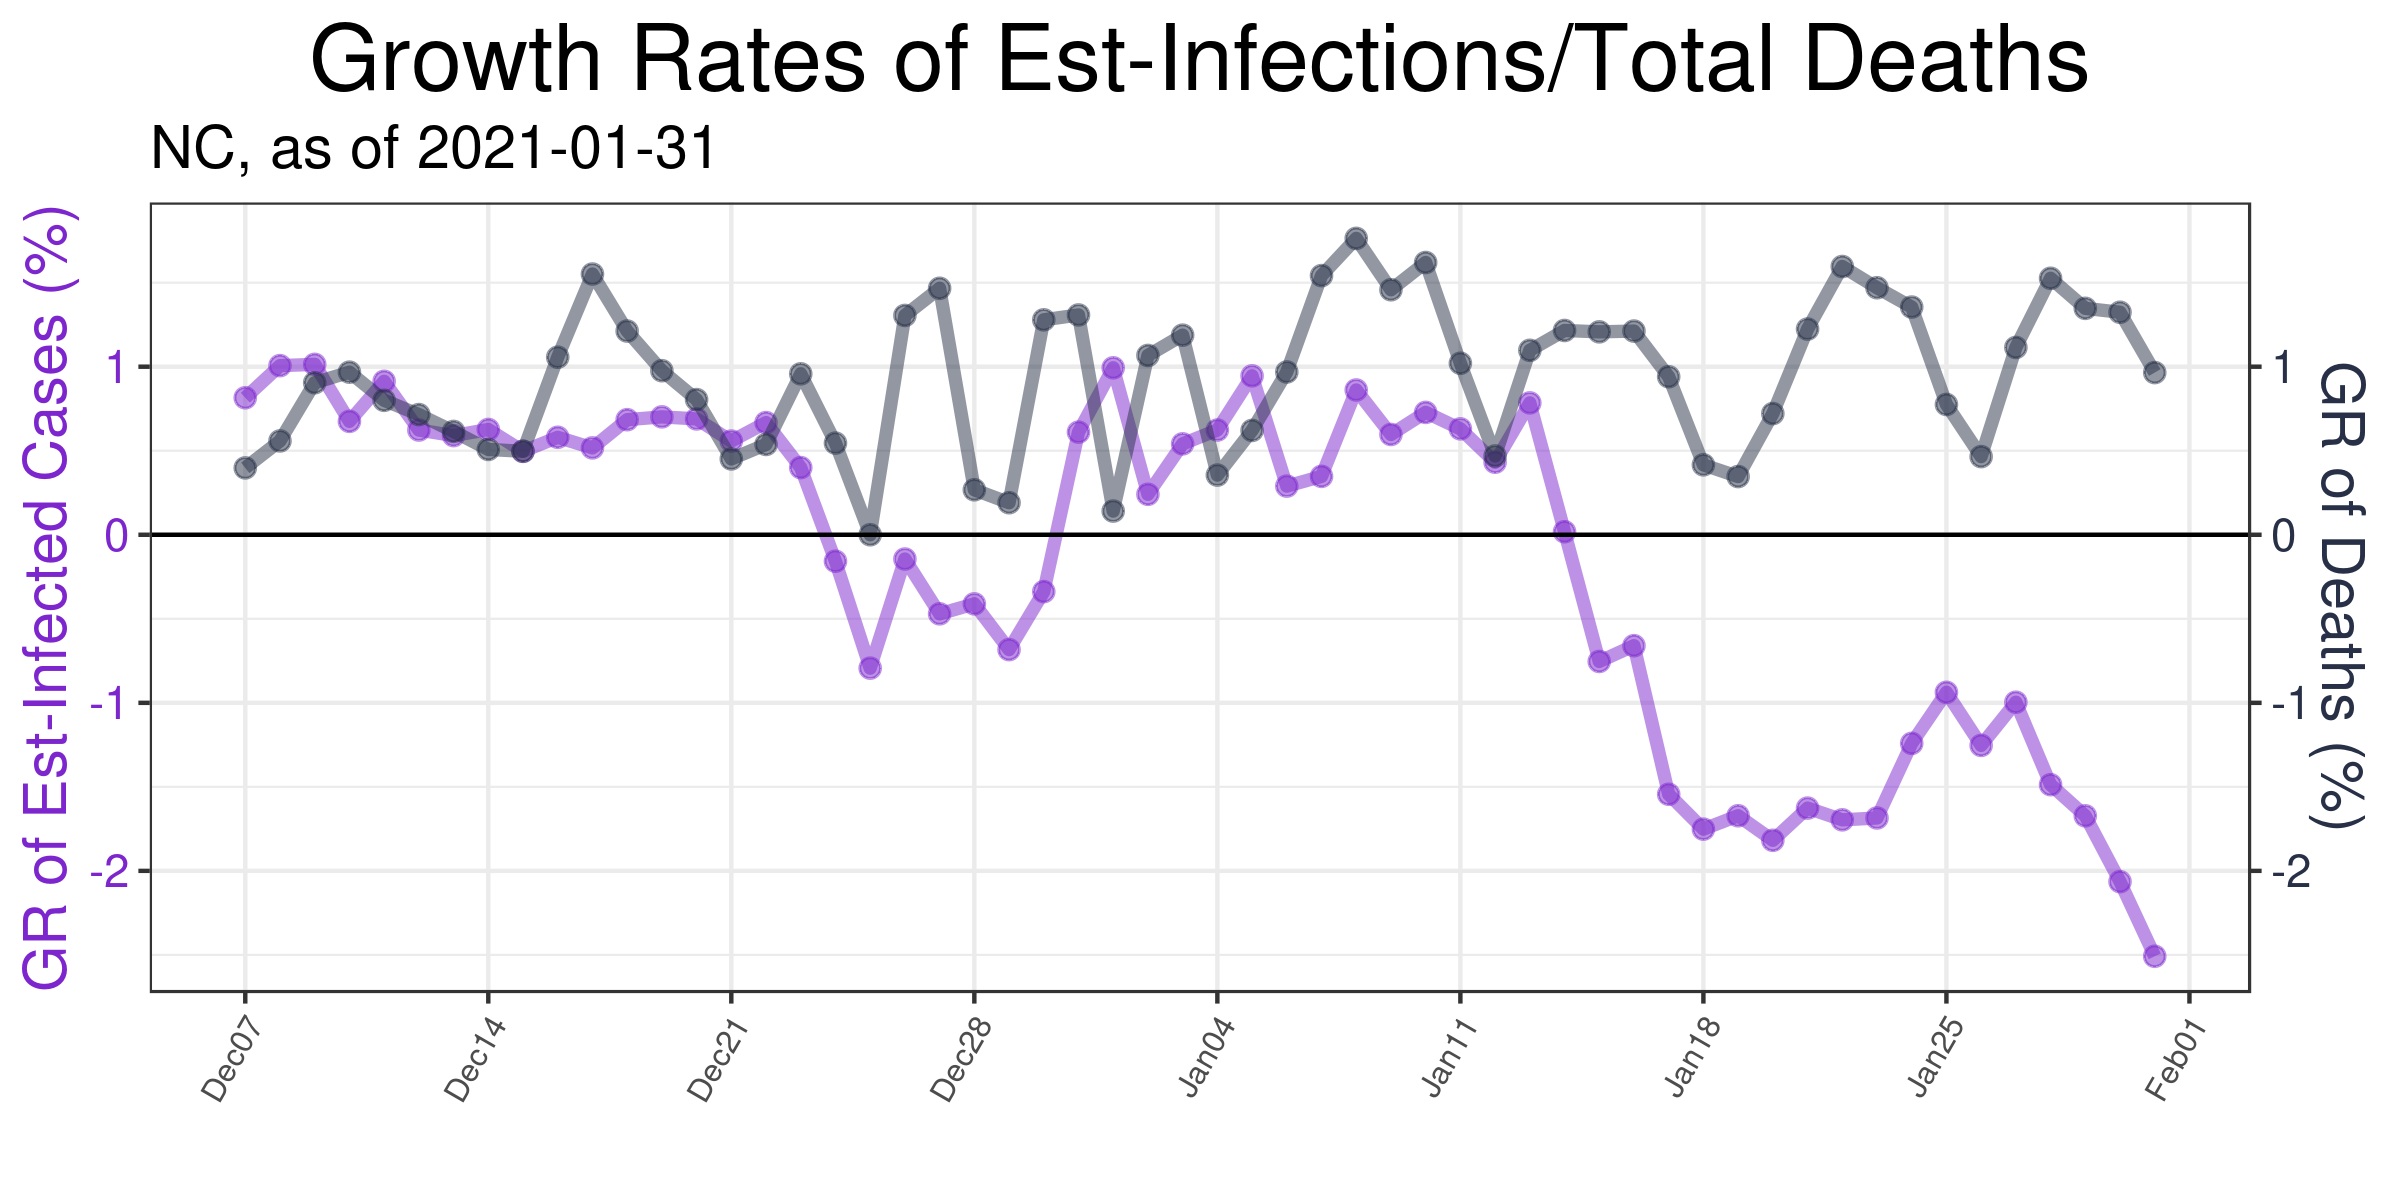 Growth Rates of Est-Infections/Total Deaths
NC, as of 2021-01-31
GR of Est-Infected Cases (%)
1
0
-1
-2
1
0
-1
-2
GR of Deaths (%)
Dec07
Dec14
Dec21
Dec28
Jan04
Jan11
Jan18
Jan25
Feb01